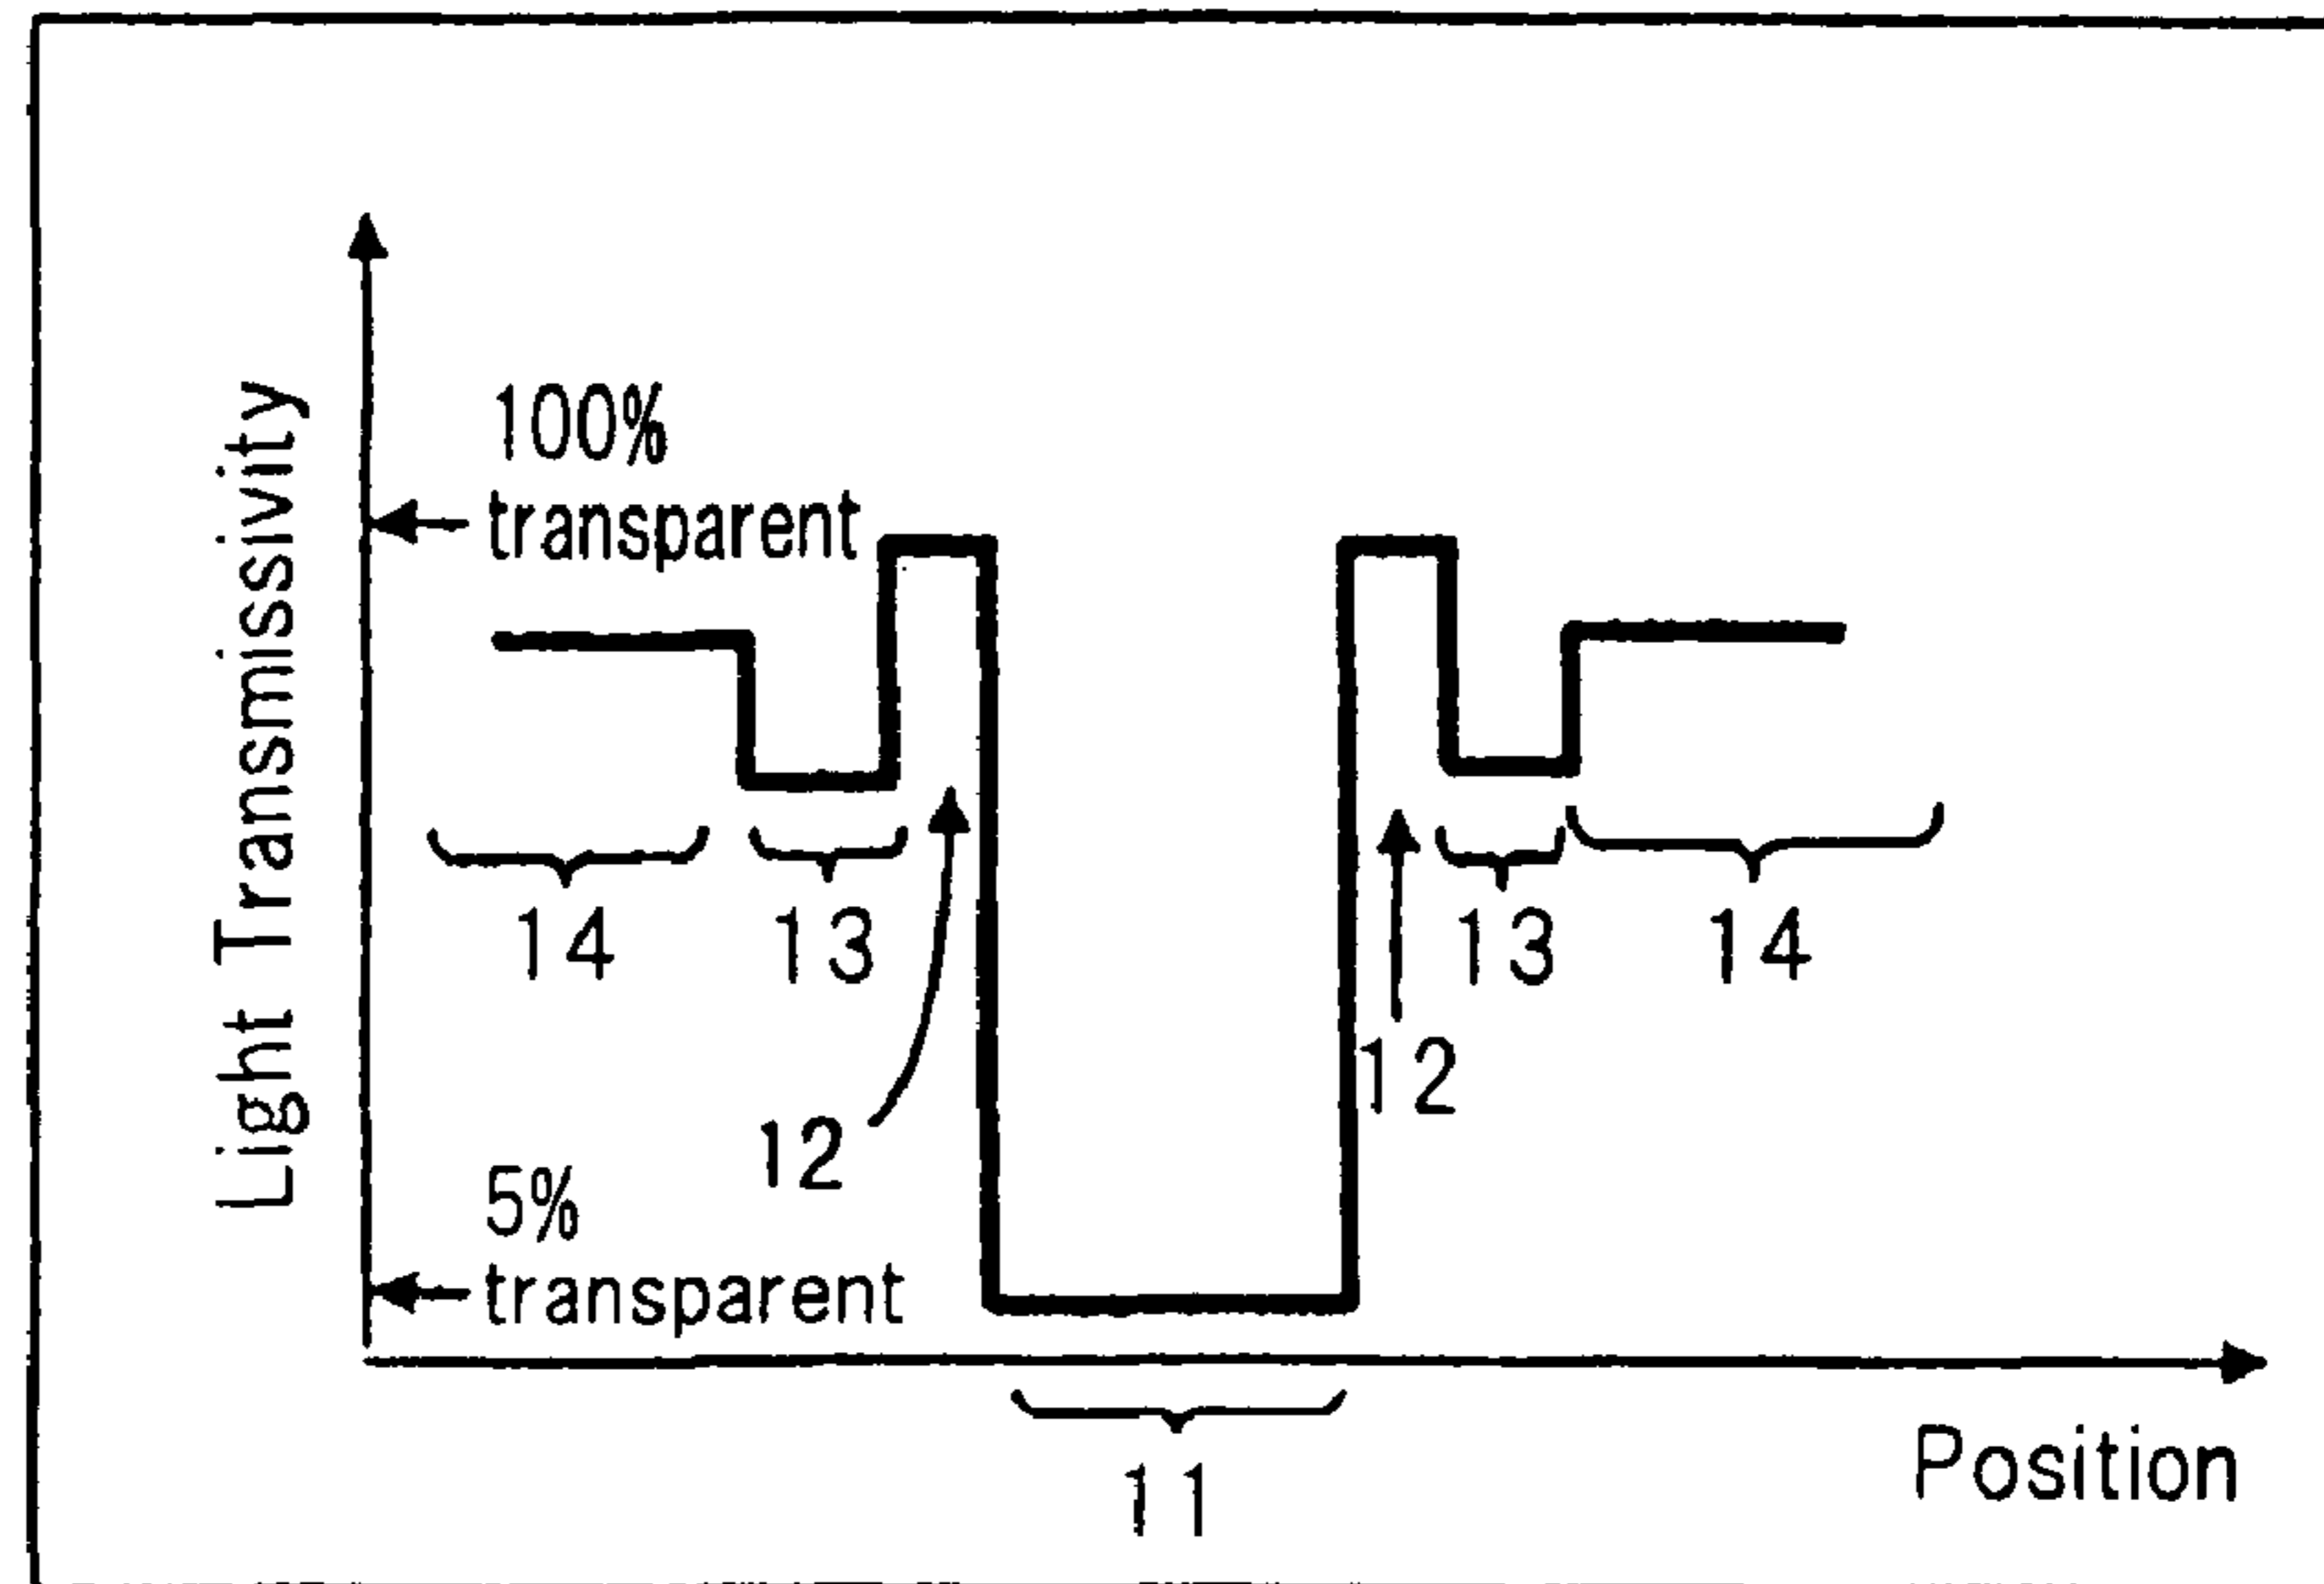 Light Transmissivity
100%
transparent
14
13
12
5%
transparent
12
13
14
11
Position